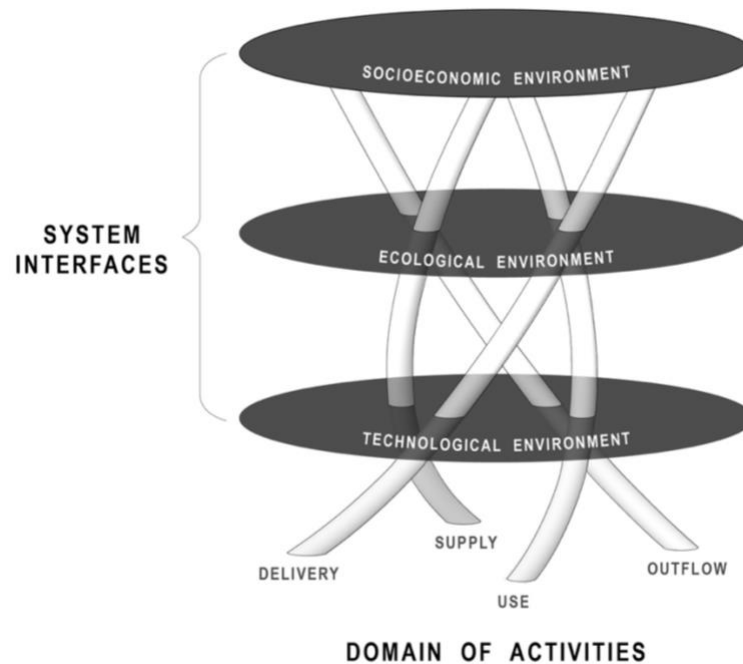 SOCIOECONOMIC ENVIRONMENT
SYSTEM
INTERFACES
ECOLOGICAL ENVIRONMENT
TECHNOLOGICAL ENVIRONMENT
DELIVERY
SUPPLY
USE
OUTFLOW
DOMAIN OF ACTIVITIES